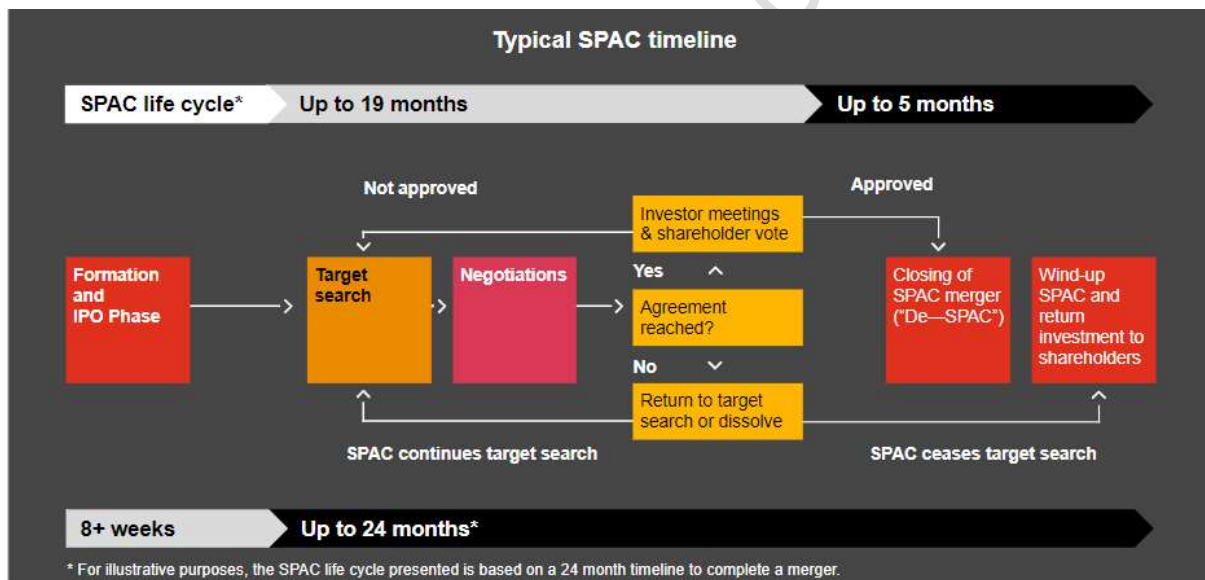 Typical SPAC timeline
SPAC life cycle*
Up to 19 months
Up to 5 months
Not approved
Approved
Investor meetings
& shareholder vote
Formation
and
IPO Phase
Target
search
Negotiations
Yes
Agreement
reached?
No
Return to target
search or dissolve
Closing of
SPAC merger
("De—SPAC")
Wind-up
SPAC and
return
investment to
shareholders
SPAC continues target search
SPAC ceases target search
8+ weeks
Up to 24 months*
* For illustrative purposes, the SPAC life cycle presented is based on a 24 month timeline to complete a merger.